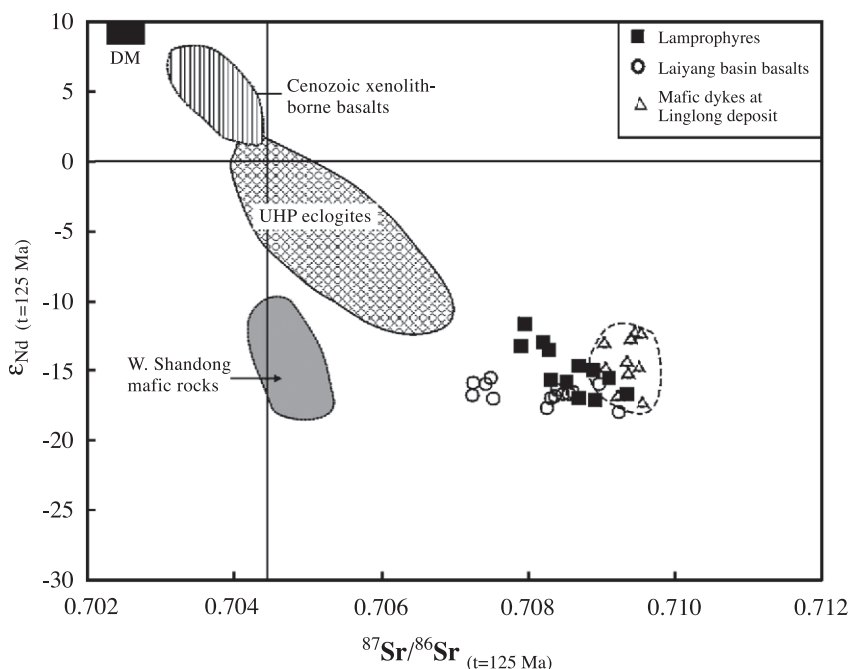 10
5
0
-5
-10
-15
-20
-25
-30
εNd (t=125 Ma)
DM
Cenozoic xenolith-
borne basalts
UHP eclogites
W. Shandong
mafic rocks
Lamprophyres
Laiyang basin basalts
Mafic dykes at
Linglong deposit
0.702 0.704 0.706 0.708 0.710 0.712
87Sr/86Sr (t=125 Ma)